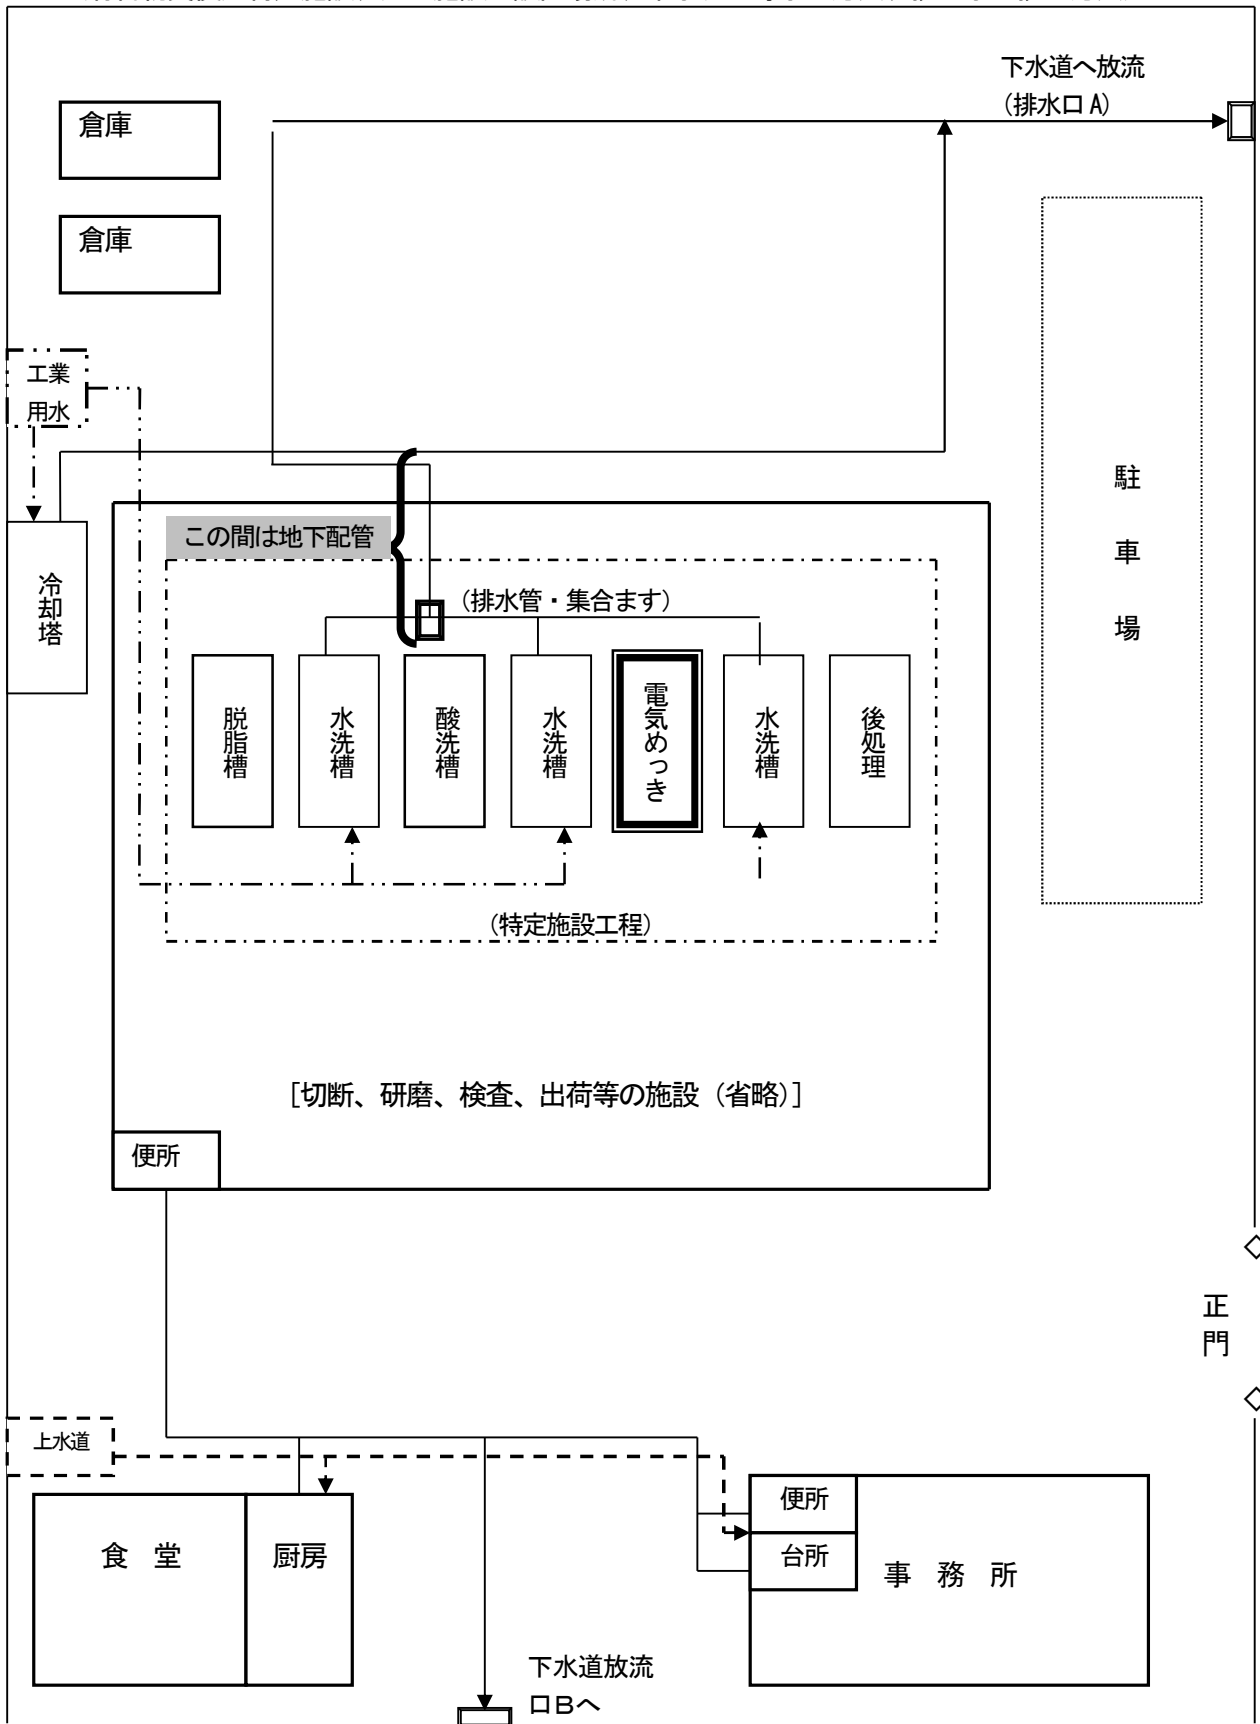 下水道へ放流
(排水口A)
倉庫
倉庫
工業
用水
駐
車
場
この間は地下配管
冷却塔
(排水管・集合ます)
脱脂槽
水洗槽
酸洗槽
水洗槽
電気めっき
水洗槽
後処理
(特定施設工程)
[切断、研磨、検査、出荷等の施設(省略)]
便所
正
門
上水道
便所
食 堂
厨房
台所
事 務 所
下水道放流
口Bへ